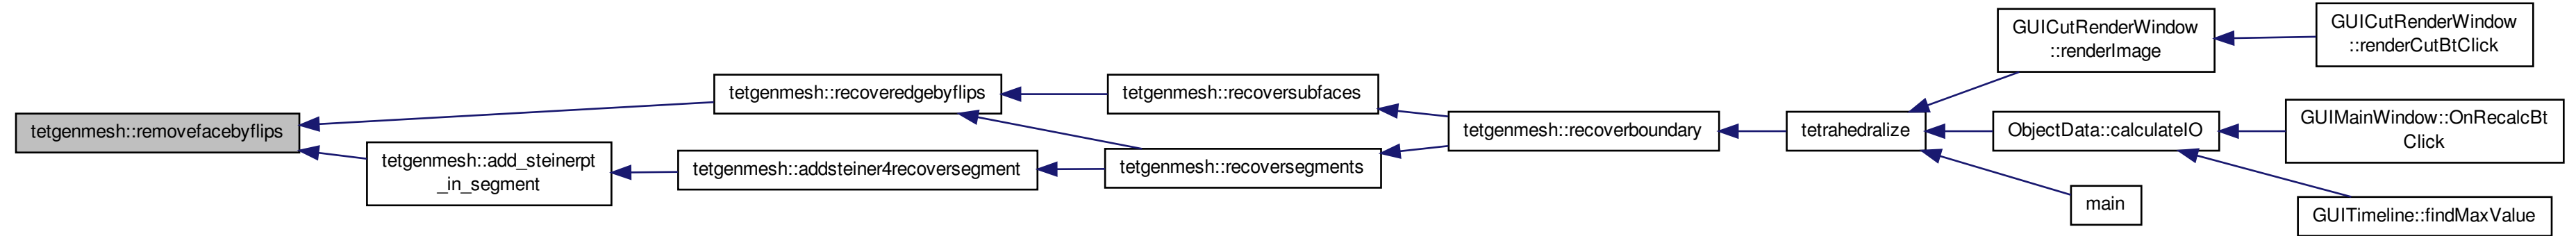 tetgenmesh::removefacebyflips
tetgenmesh::recoveredgebyflips
tetgenmesh::add_steinerpt
_in_segment
tetgenmesh::recoversubfaces
tetgenmesh::addsteiner4recoversegment
tetgenmesh::recoversegments
tetgenmesh::recoverboundary
tetrahedralize
GUICutRenderWindow
::renderImage
GUICutRenderWindow
::renderCutBtClick
ObjectData::calculateIO
GUIMainWindow::OnRecalcBt
Click
main
GUITimeline::findMaxValue